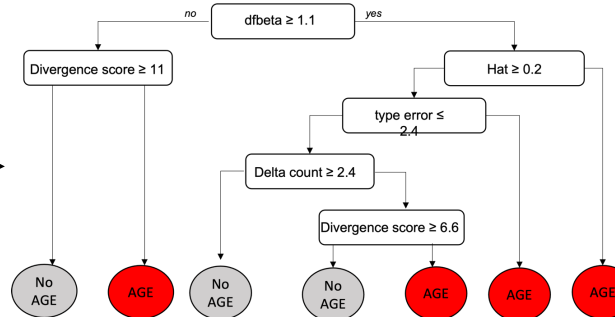 no
dfbeta ≥ 1.1
yes
Divergence score ≥ 11
Hat ≥ 0.2
type error ≤
2.4
Delta count ≥ 2.4
Divergence score ≥ 6.6
No
AGE
AGE
No
AGE
No
AGE
AGE
AGE
AGE